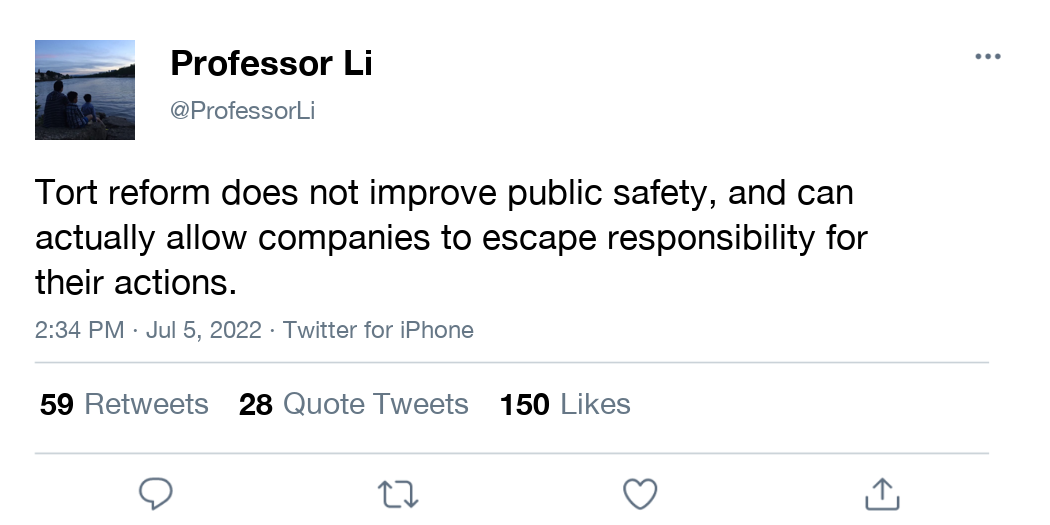 Professor Li
@ProfessorLi
Tort reform does not improve public safety, and can
actually allow companies to escape responsibility for
their actions.
2:34 PM · Jul 5, 2022 · Twitter for iPhone
59 Retweets 28 Quote Tweets 150 Likes